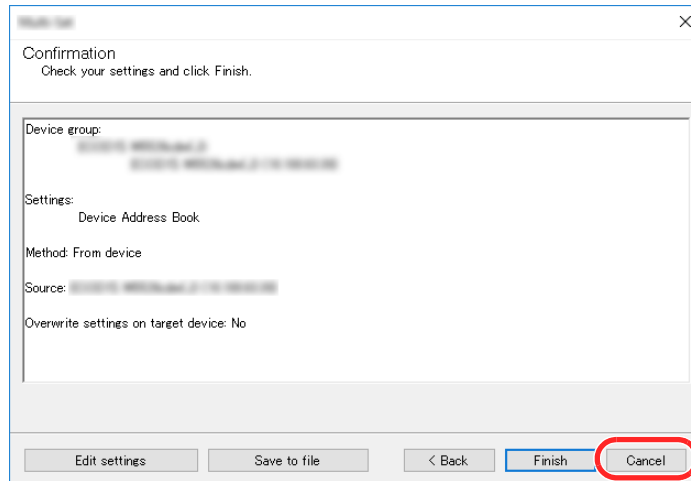 Confirmation
Check your settings and click Finish.
Device group:
Settings:
Device Address Book
Method: From device
Source:
Overwrite settings on target device: No
Edit settings
Save to file
< Back
Finish
Cancel